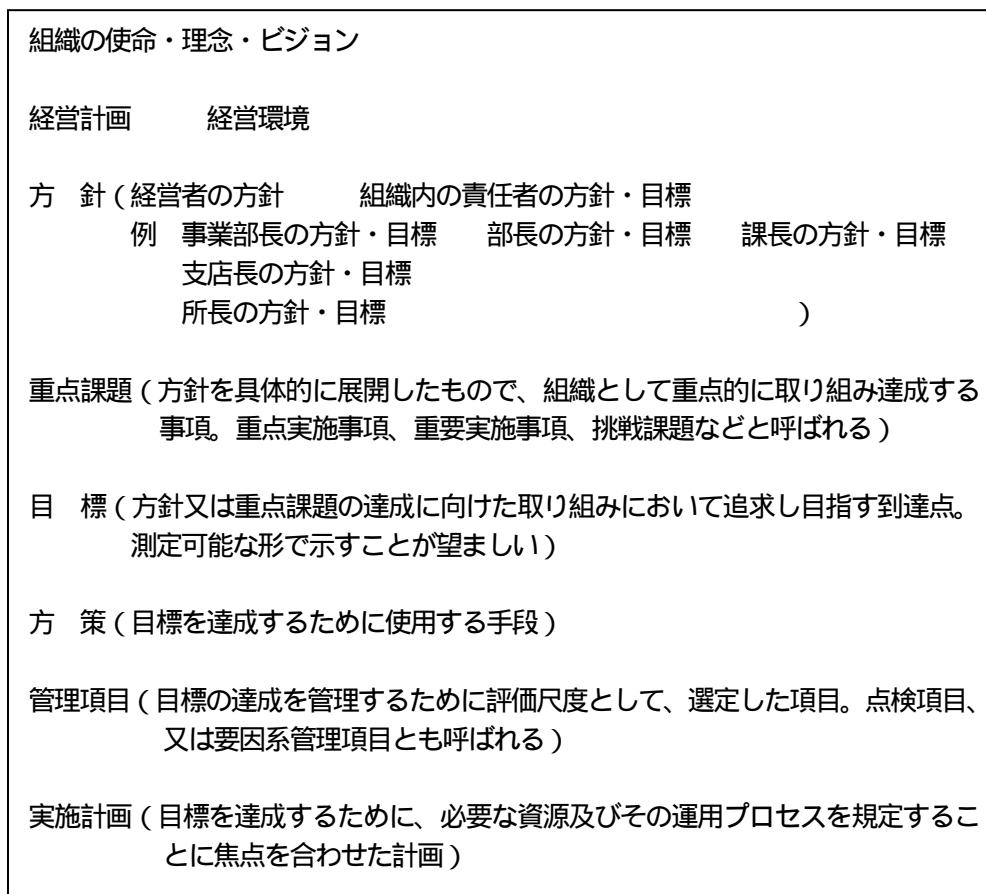 組織の使命・理念・ビジョン
経営計画　　　経営環境
方　針（経営者の方針　　　組織内の責任者の方針・目標
例　事業部長の方針・目標　　部長の方針・目標　　課長の方針・目標
支店長の方針・目標
所長の方針・目標　　　　　　　　　　　　　　　　）
重点課題（方針を具体的に展開したもので、組織として重点的に取り組み達成する
事項。重点実施事項、重要実施事項、挑戦課題などと呼ばれる）
目　標（方針又は重点課題の達成に向けた取り組みにおいて追求し目指す到達点。
測定可能な形で示すことが望ましい）
方　策（目標を達成するために使用する手段）
管理項目（目標の達成を管理するために評価尺度として、選定した項目。点検項目、
又は要因系管理項目とも呼ばれる）
実施計画（目標を達成するために、必要な資源及びその運用プロセスを規定するこ
とに焦点を合わせた計画）